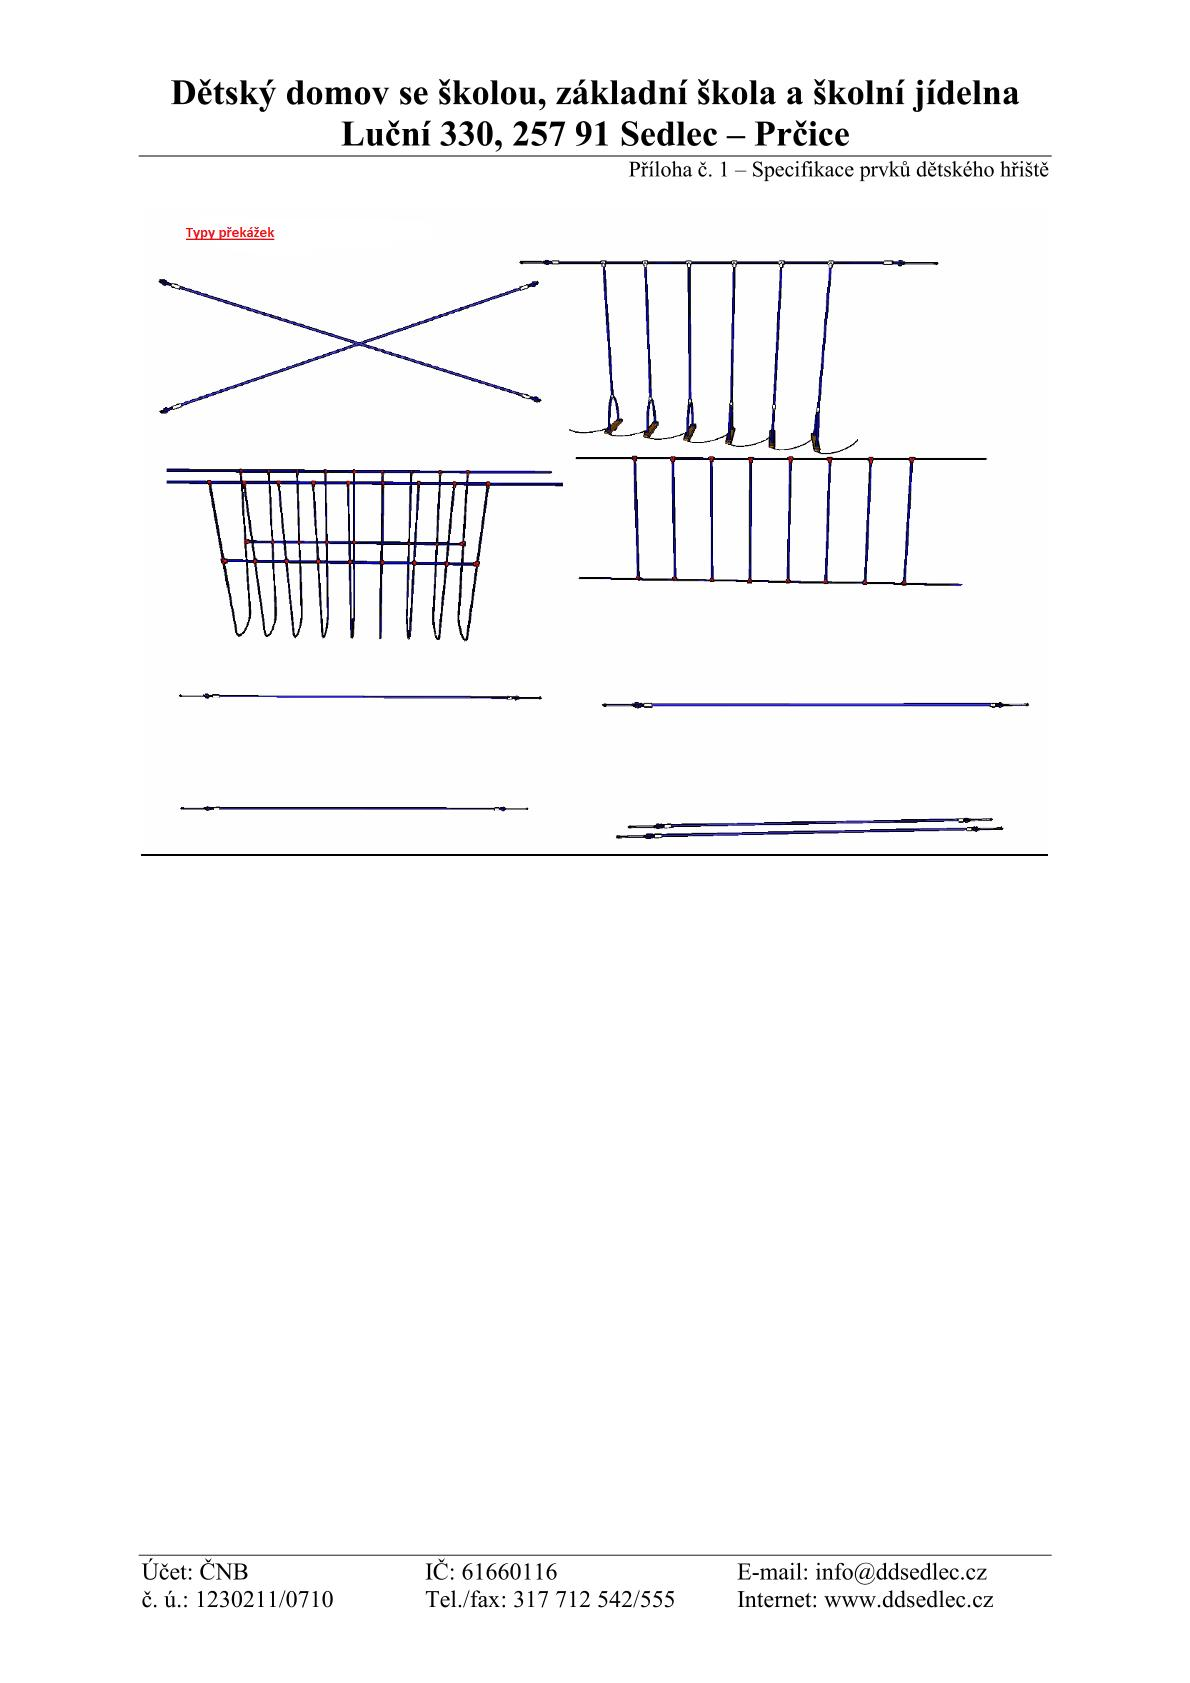 Dětský domov se školou, základní škola a školní jídelna
Luční 330, 257 91 Sedlec – Prčice
Příloha č. 1 – Specifikace prvků dětského hřiště
Typy překážek
Účet: ČNB IČ: 61660116 E-mail: info@ddsedlec.cz
č. ú.: 1230211/0710 Tel./fax: 317 712 542/555 Internet: www.ddsedlec.cz